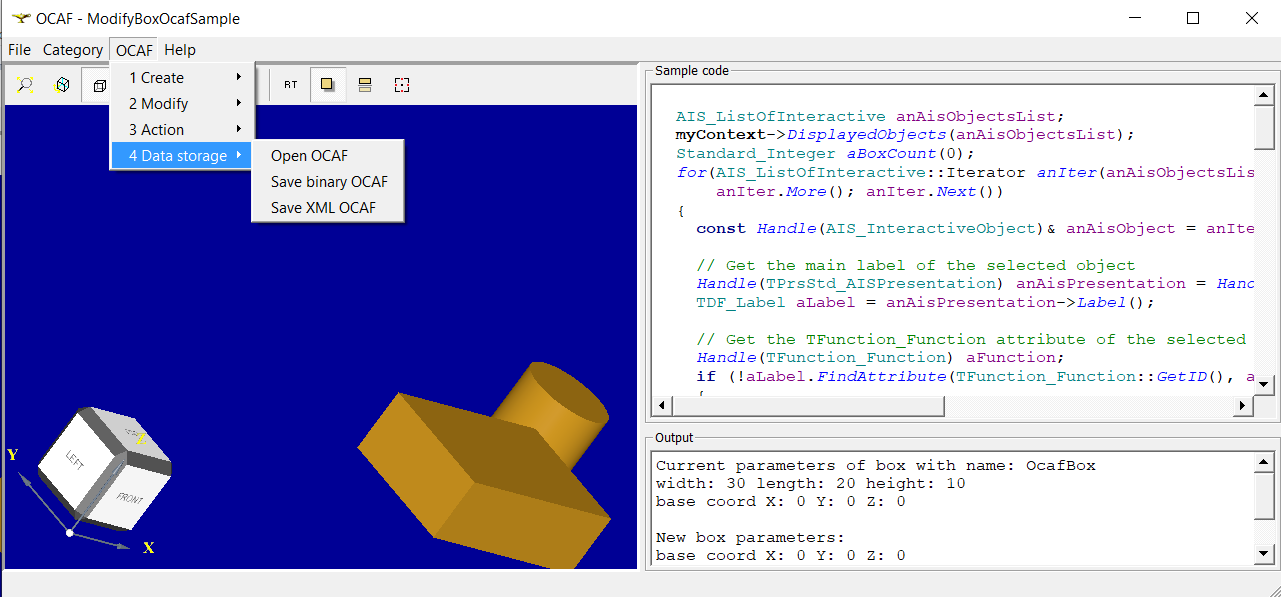 OCAF - ModifyBoxOcafSample
File Category OCAF Help
1 Create
2 Modify
3 Action
4 Data storage
Open OCAF
Save binary OCAF
Save XML OCAF
RT
LEFT
FRONT
Y
X
Sample code
AIS_ListOfInteractive anAisObjectsList;
myContext->DisplayedObjects(anAisObjectsList);
Standard_Integer aBoxCount(0);
for(AIS_ListOfInteractive::Iterator anIter(anAisObjectsLis
anIter.More(); anIter.Next())
{
const Handle(AIS_InteractiveObject)& anAisObject = anIte
// Get the main label of the selected object
Handle(TPrsStd_AISPresentation) anAisPresentation = Hanc
TDF_Label aLabel = anAisPresentation->Label();
// Get the TFunction_Function attribute of the selected
Handle(TFunction_Function) aFunction;
if (!aLabel.FindAttribute(TFunction_Function::GetID(), a
{
Output
Current parameters of box with name: OcafBox
width: 30 length: 20 height: 10
base coord X: 0 Y: 0 Z: 0
New box parameters:
base coord X: 0 Y: 0 Z: 0